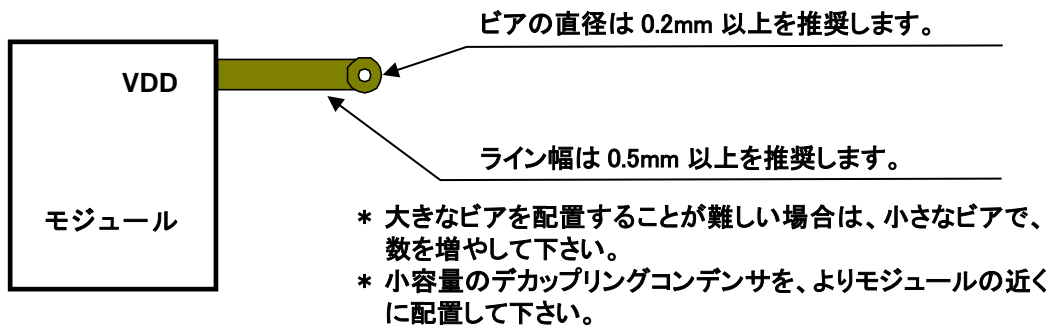 ビアの直径は 0.2mm 以上を推奨します。
VDD
ライン幅は 0.5mm 以上を推奨します。
モジュール
* 大きなビアを配置することが難しい場合は、小さなビアで、
数を増やして下さい。
* 小容量のデカップリングコンデンサを、よりモジュールの近く
に配置して下さい。